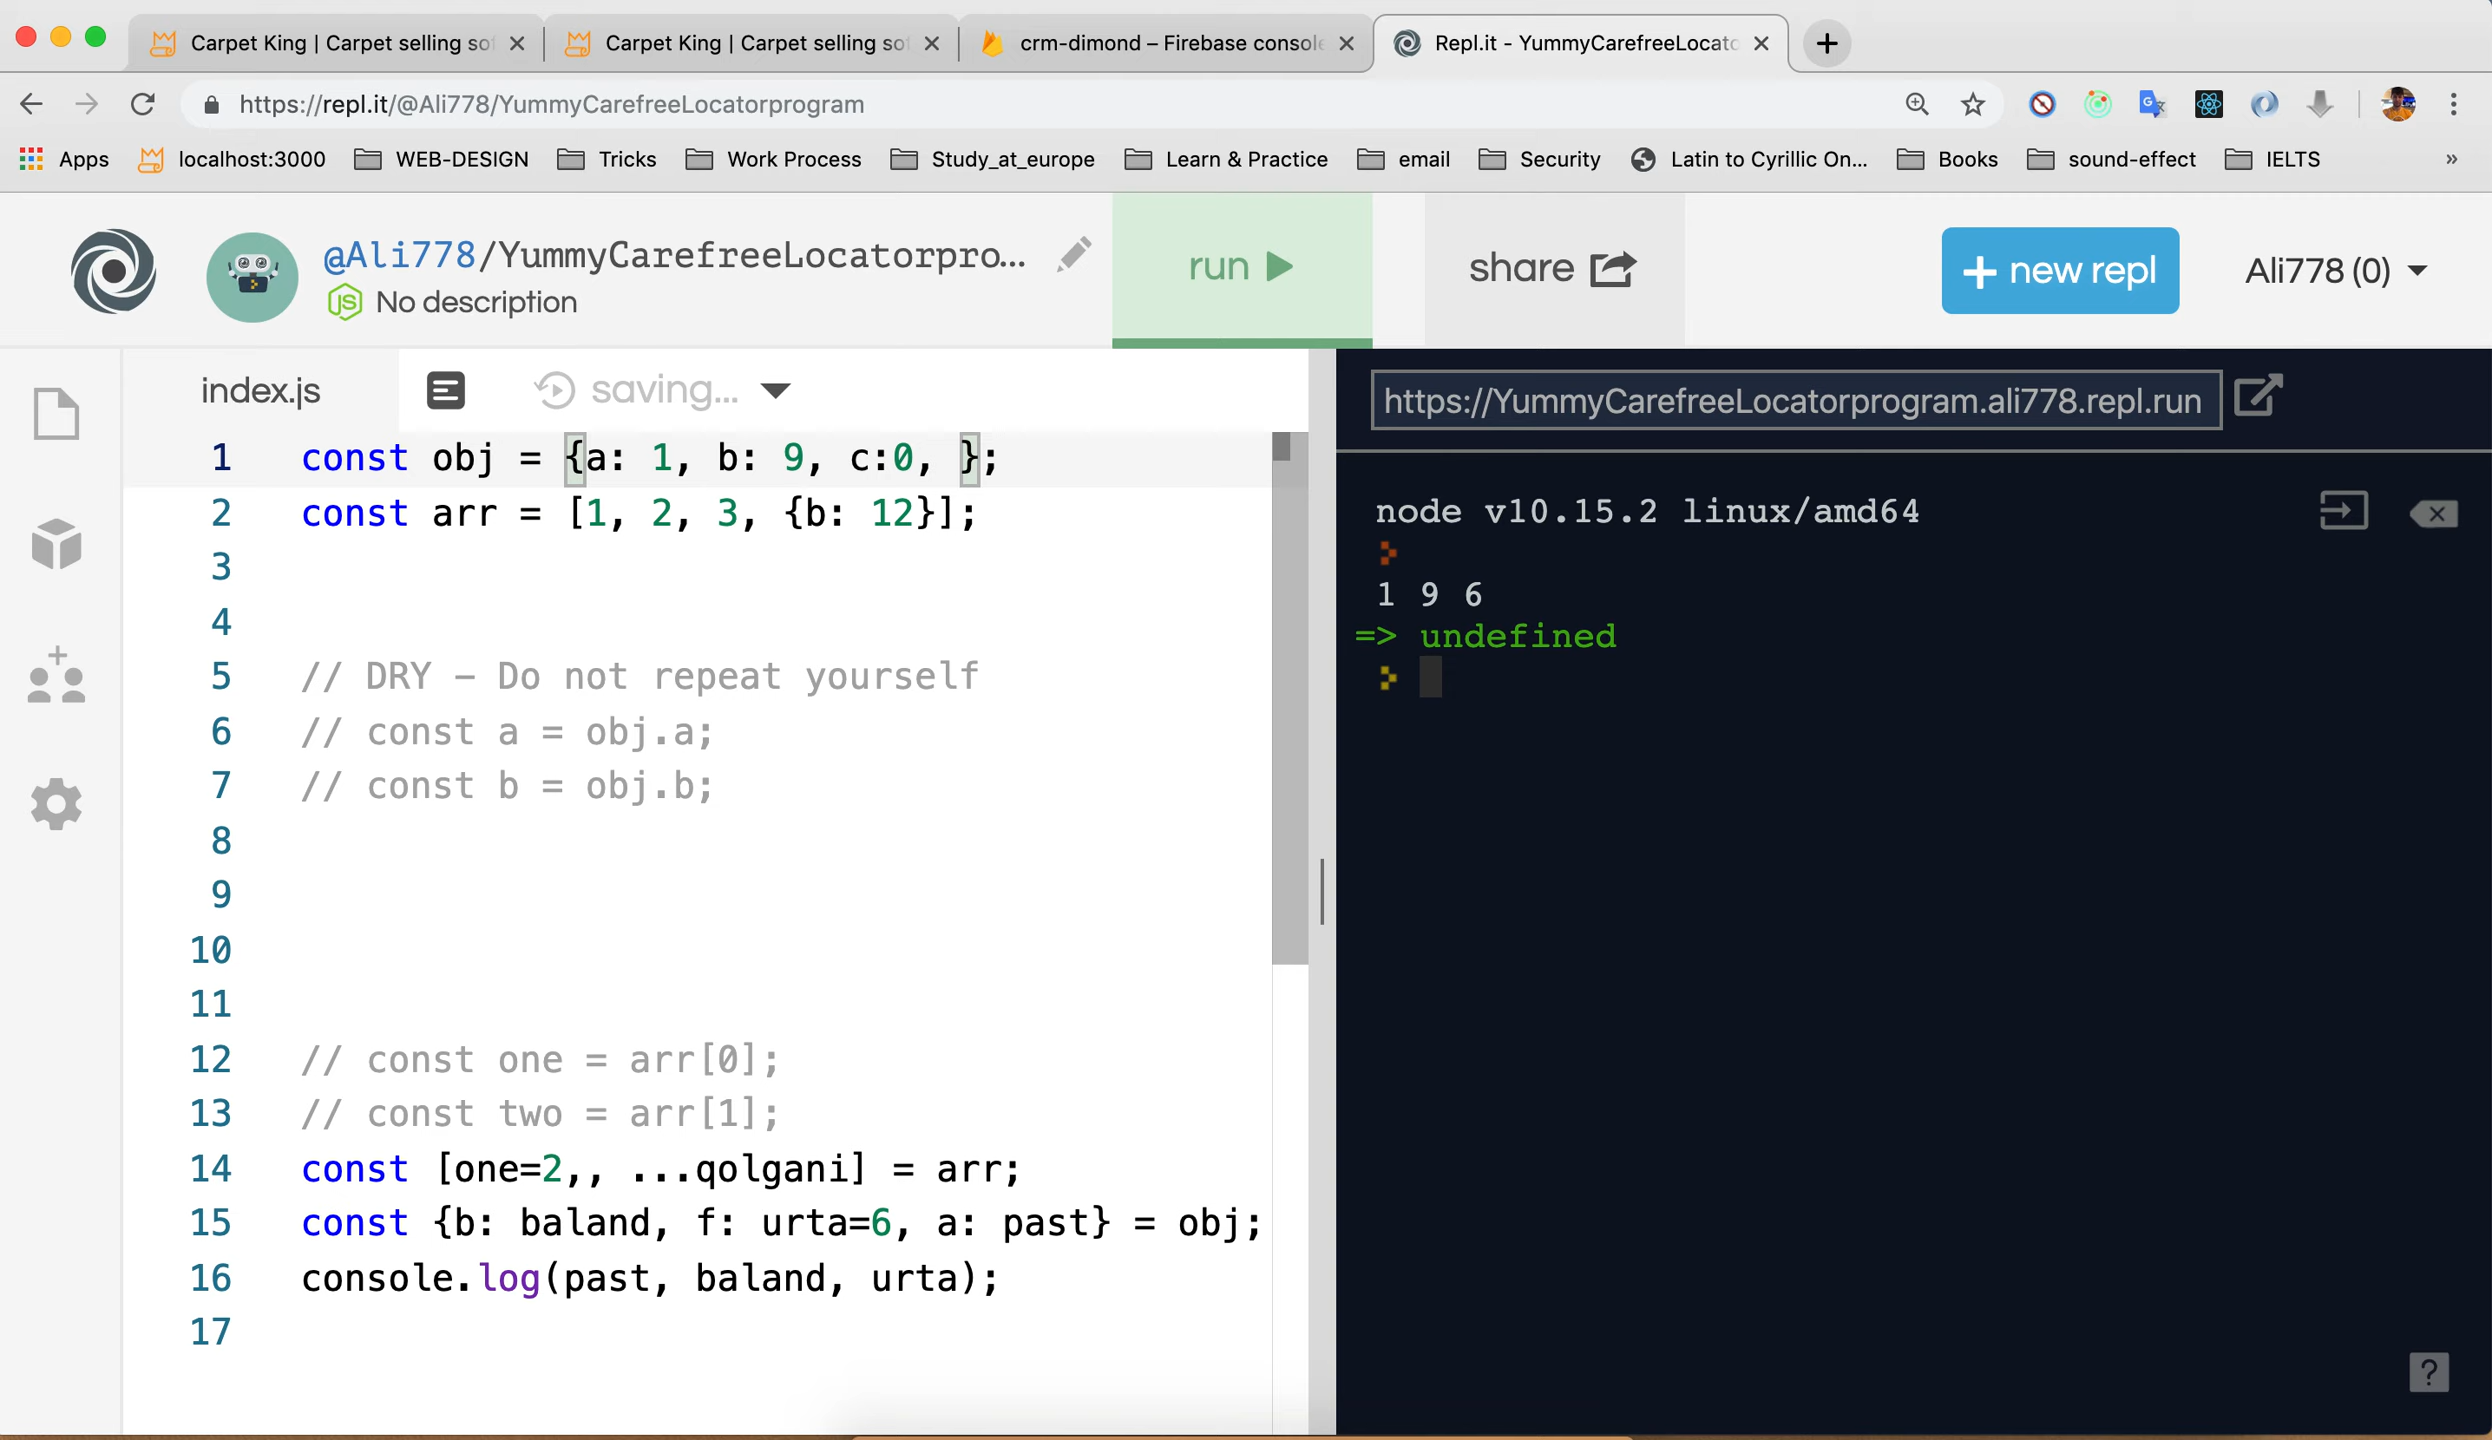 Carpet King | Carpet selling so
Carpet King | Carpet selling so
crm-dimond – Firebase console
Repl.it - YummyCarefreeLocato
https://repl.it/@Ali778/YummyCarefreeLocatorprogram
Apps
localhost:3000
WEB-DESIGN
Tricks
Work Process
Study_at_europe
Learn & Practice
email
Security
Latin to Cyrillic On...
Books
sound-effect
IELTS
»
@Ali778/YummyCarefreeLocatorpro...
JS No description
run
share
+ new repl
Ali778 (0)
index.js
saving...
https://YummyCarefreeLocatorprogram.ali778.repl.run
1 const obj = {a: 1, b: 9, c:0, };
2 const arr = [1, 2, 3, {b: 12}];
3
4
5 // DRY – Do not repeat yourself
6 // const a = obj.a;
7 // const b = obj.b;
8
9
10
11
12 // const one = arr[0];
13 // const two = arr[1];
14 const [one=2,, ...qolgani] = arr;
15 const {b: baland, f: urta=6, a: past} = obj;
16 console.log(past, baland, urta);
17
node v10.15.2 linux/amd64
1 9 6
=> undefined
?